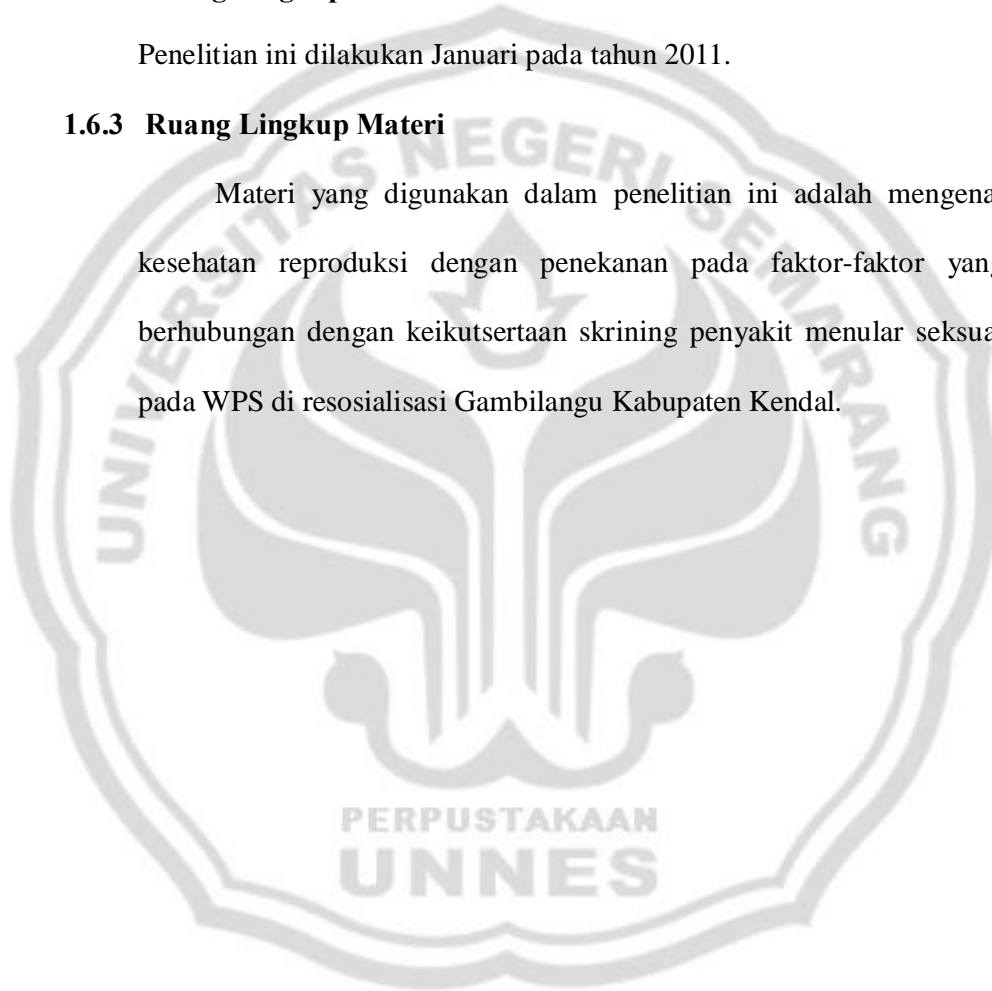 Penelitian ini dilakukan Januari pada tahun 2011.
1.6.3 Ruang Lingkup Materi
Materi yang digunakan dalam penelitian ini adalah mengena
kesehatan reproduksi dengan penekanan pada faktor-faktor yang
berhubungan dengan keikutsertaan skrining penyakit menular seksua
pada WPS di resosialisasi Gambilangu Kabupaten Kendal.
UNIVERSITAS NEGERI SEMARANG
PERPUSTAKAAN
UNNES